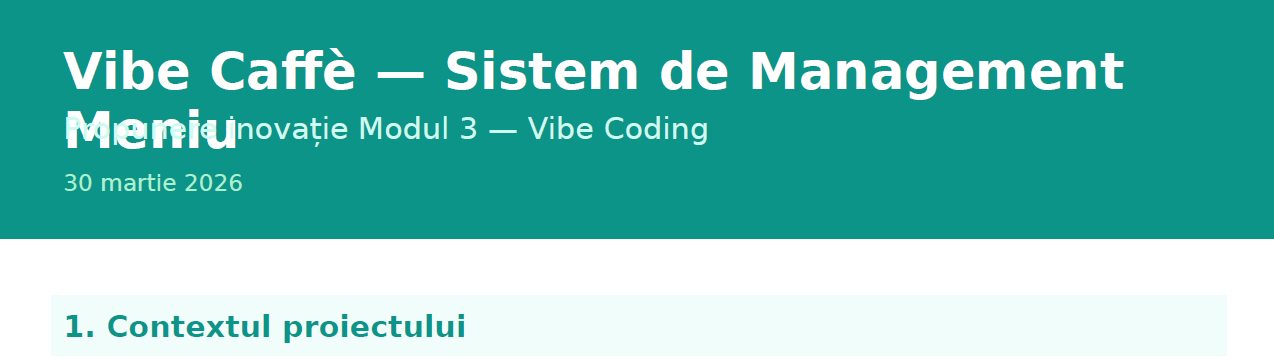 Vibe Caffè — Sistem de Management
Meniu
Propunere inovație Modul 3 — Vibe Coding
30 martie 2026
1. Contextul proiectului